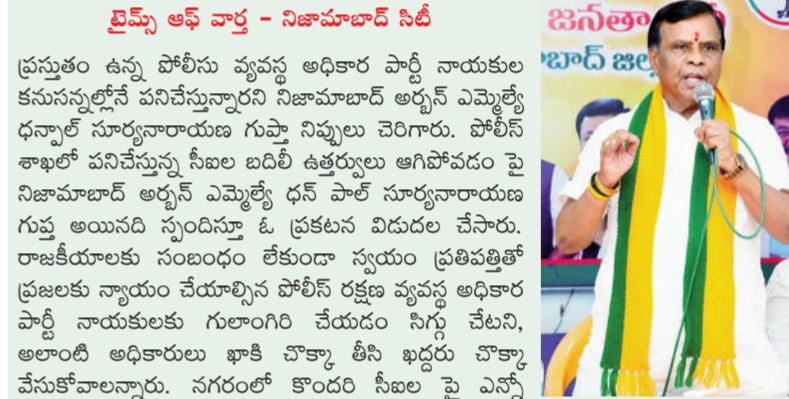 టైమ్స్ ఆఫ్ వార్త - నిజామాబాద్ సిటీ
ప్రస్తుతం ఉన్న పోలీసు వ్యవస్థ అధికార పార్టీ నాయకుల
కనుసన్నల్లోనే పనిచేస్తున్నారని నిజామాబాద్ అర్బన్ ఎమ్మెల్యే
ధన్పాల్ సూర్యనారాయణ గుప్తా నిప్పులు చెరిగారు. పోలీస్
శాఖలో పనిచేస్తున్న సీఐల బదిలీ ఉత్తర్వులు ఆగిపోవడం పై
నిజామాబాద్ అర్బన్ ఎమ్మెల్యే ధన్ పాల్ సూర్యనారాయణ
గుప్త అయినది స్పందిస్తూ ఓ ప్రకటన విడుదల చేసారు.
రాజకీయాలకు సంబంధం లేకుండా స్వయం ప్రతిపత్తితో
ప్రజలకు న్యాయం చేయాల్సిన పోలీస్ రక్షణ వ్యవస్థ అధికార
పార్టీ నాయకులకు గులాంగిరి చేయడం సిగ్గు చేటని,
అలాంటి అధికారులు ఖాకి చొక్కా తీసి ఖద్దరు చొక్కా
వేసుకోవాలన్నారు. నగరంలో కొందరి సీఐల పై ఎన్నో
జనతా
బాద్ జిల్ల